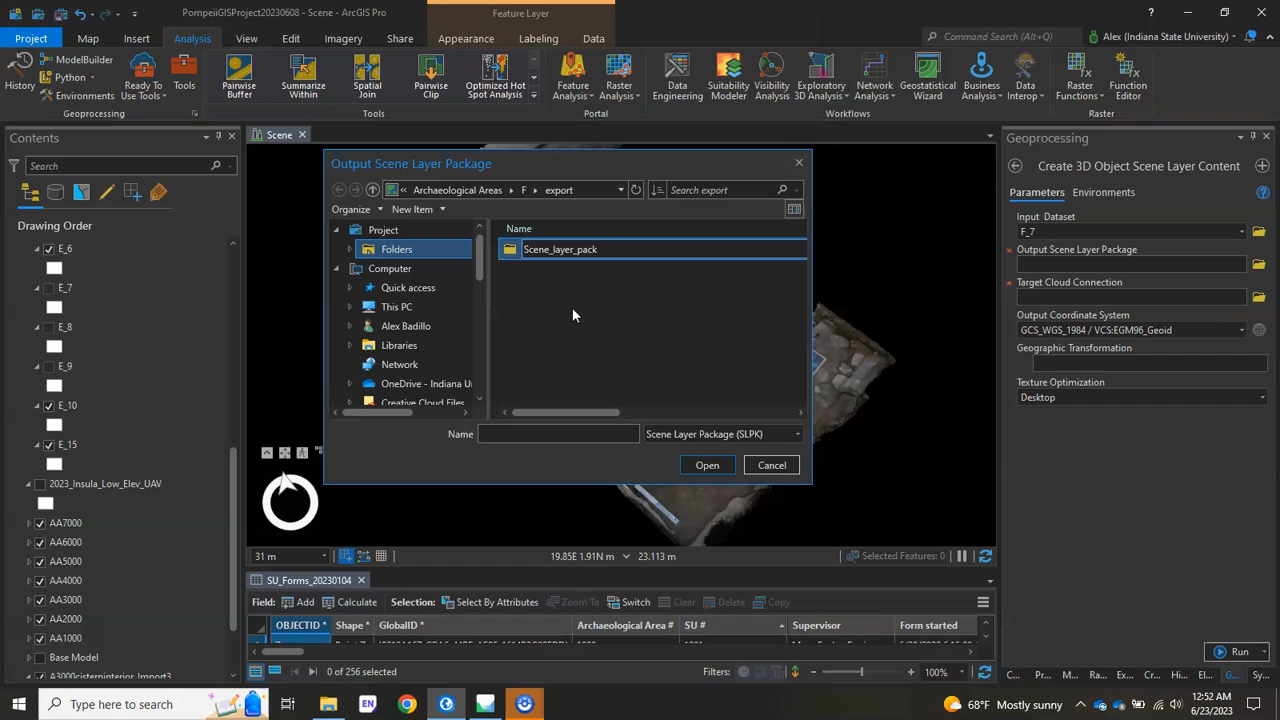 PompeiiGISProject20230608 - Scene - ArcGIS Pro
Feature Layer
Project Map Insert Analysis View Edit Imagery Share Appearance Labeling Data
Command Search (Alt+Q)
Alex (Indiana State University)
History
ModelBuilder
Python
Environments
Ready To Use Tools
Tools
Pairwise Buffer
Summarize Within
Spatial Join
Pairwise Clip
Optimized Hot Spot Analysis
Feature Analysis
Raster Analysis
Data Engineering
Suitability Modeler
Visibility Analysis
Exploratory 3D Analysis
Network Analysis
Geostatistical Wizard
Business Analysis
Data Interop
Raster Functions
Function Editor
Geoprocessing
Tools
Portal
Workflows
Raster
Contents
Search
Drawing Order
E_6
E_7
E_8
E_9
E_10
E_15
2023_Insula_Low_Elev_UAV
AA7000
AA6000
AA5000
AA4000
AA3000
AA2000
AA1000
Base Model
A3000cisterninterior_Import3
Scene
Output Scene Layer Package
Archaeological Areas F export
Search export
Organize New Item
Project
Folders
Computer
Quick access
This PC
Alex Badillo
Libraries
Network
OneDrive - Indiana U
Creative Cloud Files
Name
Scene_layer_pack
Name
Scene Layer Package (SLPK)
Open Cancel
31 m
19.85E 1.91N m
23.113 m
Selected Features: 0
SU_Forms_20230104
Field: Add Calculate Selection: Select By Attributes Zoom To Switch Clear Delete Copy
OBJECTID * Shape * GlobalID * Archaeological Area # SU # Supervisor Form started
0 of 256 selected
Filters:
100%
Geoprocessing
Create 3D Object Scene Layer Content
Parameters Environments
Input Dataset
F_7
* Output Scene Layer Package
* Target Cloud Connection
Output Coordinate System
GCS_WGS_1984 / VCS:EGM96_Geoid
Geographic Transformation
Texture Optimization
Desktop
Run
C... Pr... M... Ex... Cr... Hi... El... G... Sy...
Type here to search
EN
68°F Mostly sunny
12:52 AM
6/23/2023